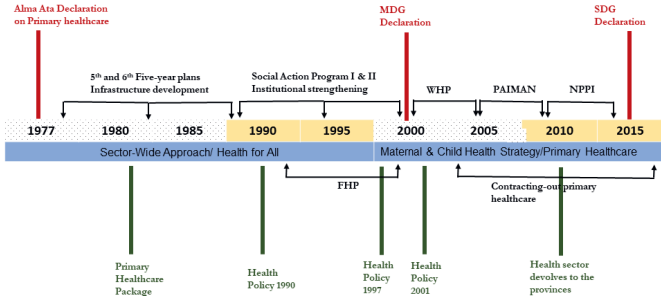 Alma Ata Declaration
on Primary healthcare
MDG
Declaration
SDG
Declaration
5th and 6th Five-year plans
Infrastructure development
Social Action Program I & II
Institutional strengthening
WHP
PAIMAN
NPPI
1977
1980
1985
1990
1995
2000
2005
2010
2015
Sector-Wide Approach/ Health for All
Maternal & Child Health Strategy/Primary Healthcare
FHP
Contracting-out primary
healthcare
Primary
Healthcare
Package
Health
Policy 1990
Health
Policy
1997
Health
Policy
2001
Health sector
devolves to the
provinces